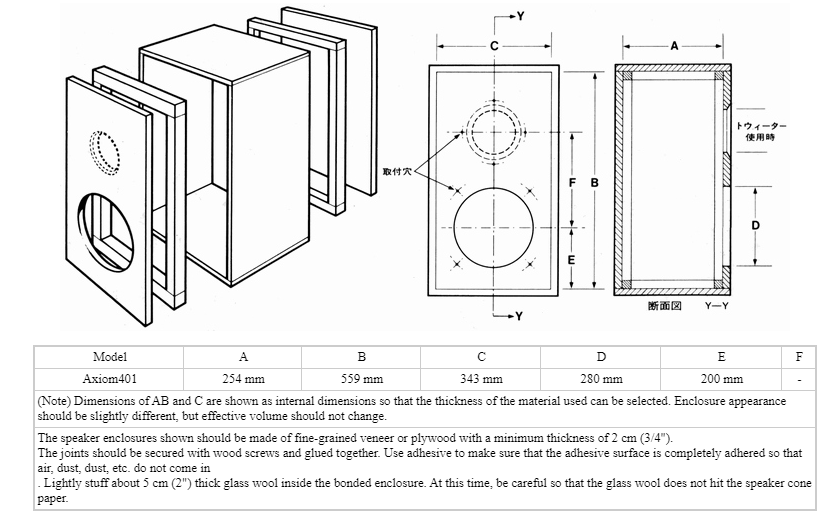 Y
C
A
トウィーター
使用時
取付穴
F B
D
E
Y
断面図 Y―Y
Model A B C D E F
Axiom401 254 mm 559 mm 343 mm 280 mm 200 mm -
(Note) Dimensions of AB and C are shown as internal dimensions so that the thickness of the material used can be selected. Enclosure appearance
should be slightly different, but effective volume should not change.
The speaker enclosures shown should be made of fine-grained veneer or plywood with a minimum thickness of 2 cm (3/4").
The joints should be secured with wood screws and glued together. Use adhesive to make sure that the adhesive surface is completely adhered so that
air, dust, dust, etc. do not come in
. Lightly stuff about 5 cm (2") thick glass wool inside the bonded enclosure. At this time, be careful so that the glass wool does not hit the speaker cone
paper.